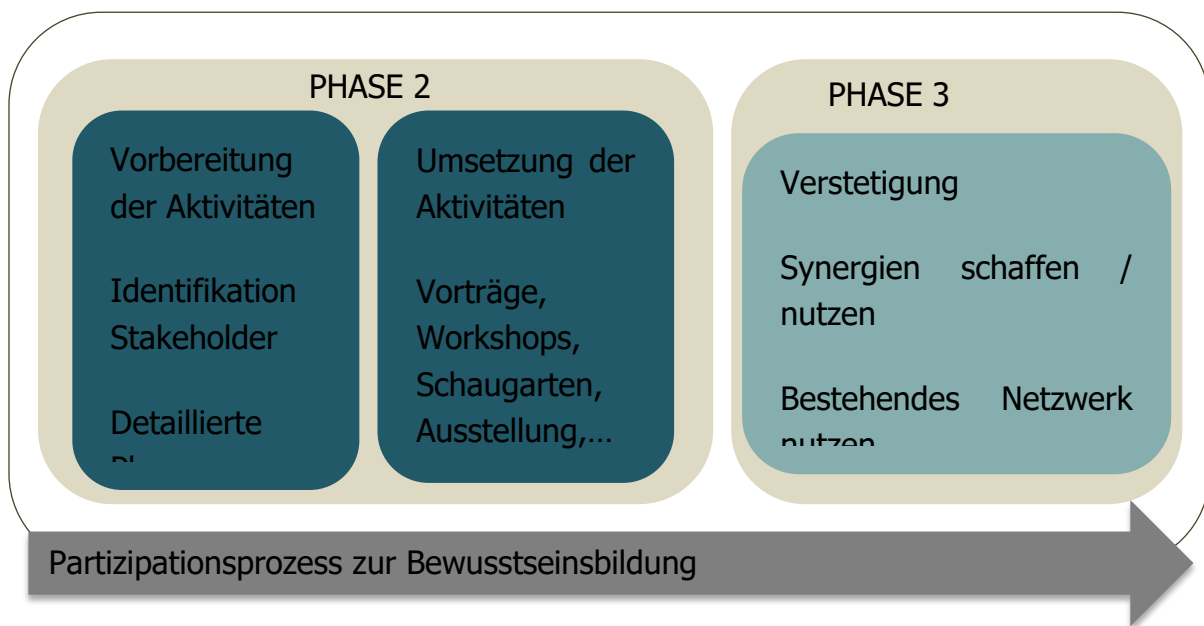 PHASE 2
Vorbereitung
der Aktivitäten
Identifikation
Stakeholder
Detaillierte
Umsetzung der
Aktivitäten
Vorträge,
Workshops,
Schaugarten,
Ausstellung,...
PHASE 3
Verstetigung
Synergien schaffen /
nutzen
Bestehendes Netzwerk
nutzen
Partizipationsprozess zur Bewusstseinsbildung